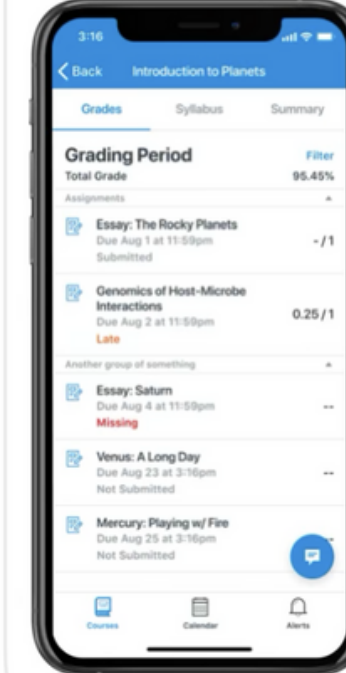 3:16
Back Introduction to Planets
Grades Syllabus Summary
Grading Period Filter
Total Grade 95.45%
Assignments
Essay: The Rocky Planets
Due Aug 1 at 11:59pm - / 1
Submitted
Genomics of Host-Microbe
Interactions
Due Aug 2 at 11:59pm 0.25 / 1
Late
Another group of something
Essay: Saturn
Due Aug 4 at 11:59pm --
Missing
Venus: A Long Day
Due Aug 23 at 3:16pm --
Not Submitted
Mercury: Playing w/ Fire
Due Aug 25 at 3:16pm --
Not Submitted
Courses Calendar Alerts